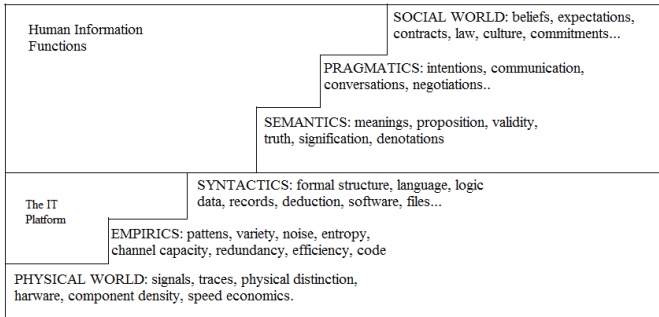 Human Information
Functions
SOCIAL WORLD: beliefs, expectations,
contracts, law, culture, commitments...
PRAGMATICS: intentions, communication,
conversations, negotiations..
SEMANTICS: meanings, proposition, validity,
truth, signification, denotations
The IT
Platform
SYNTACTICS: formal structure, language, logic
data, records, deduction, software, files...
EMPIRICS: pattens, variety, noise, entropy,
channel capacity, redundancy, efficiency, code
PHYSICAL WORLD: signals, traces, physical distinction,
harware, component density, speed economics.